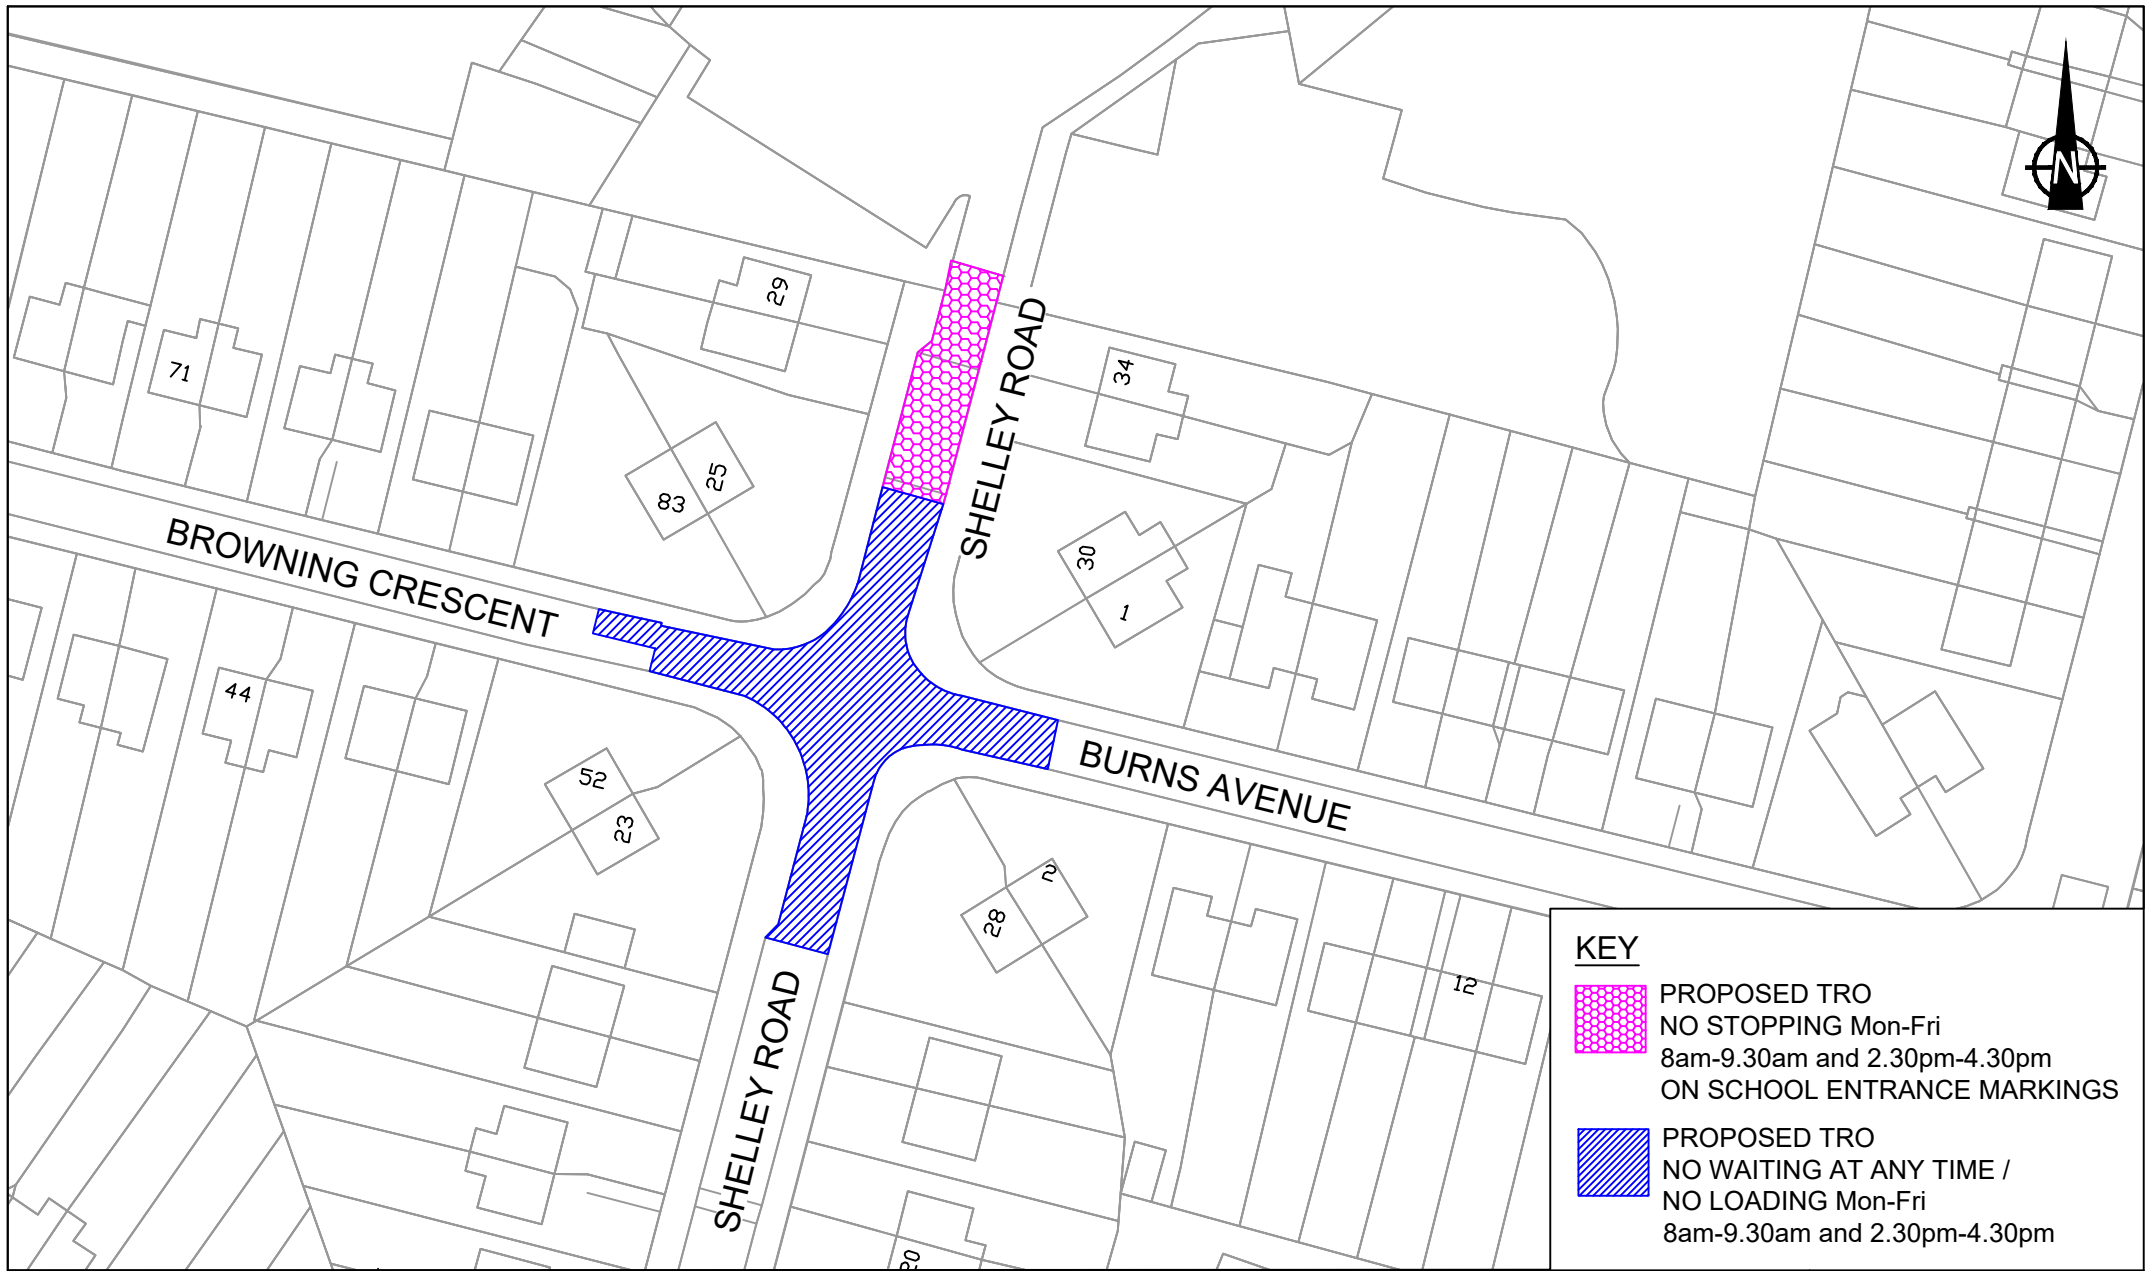 N
29
34
71
25
83
30
1
SHELLEY ROAD
BROWNING CRESCENT
44
52
23
BURNS AVENUE
2
28
12
SHELLEY ROAD
20
KEY
PROPOSED TRO
NO STOPPING Mon-Fri
8am-9.30am and 2.30pm-4.30pm
ON SCHOOL ENTRANCE MARKINGS
PROPOSED TRO
NO WAITING AT ANY TIME /
NO LOADING Mon-Fri
8am-9.30am and 2.30pm-4.30pm